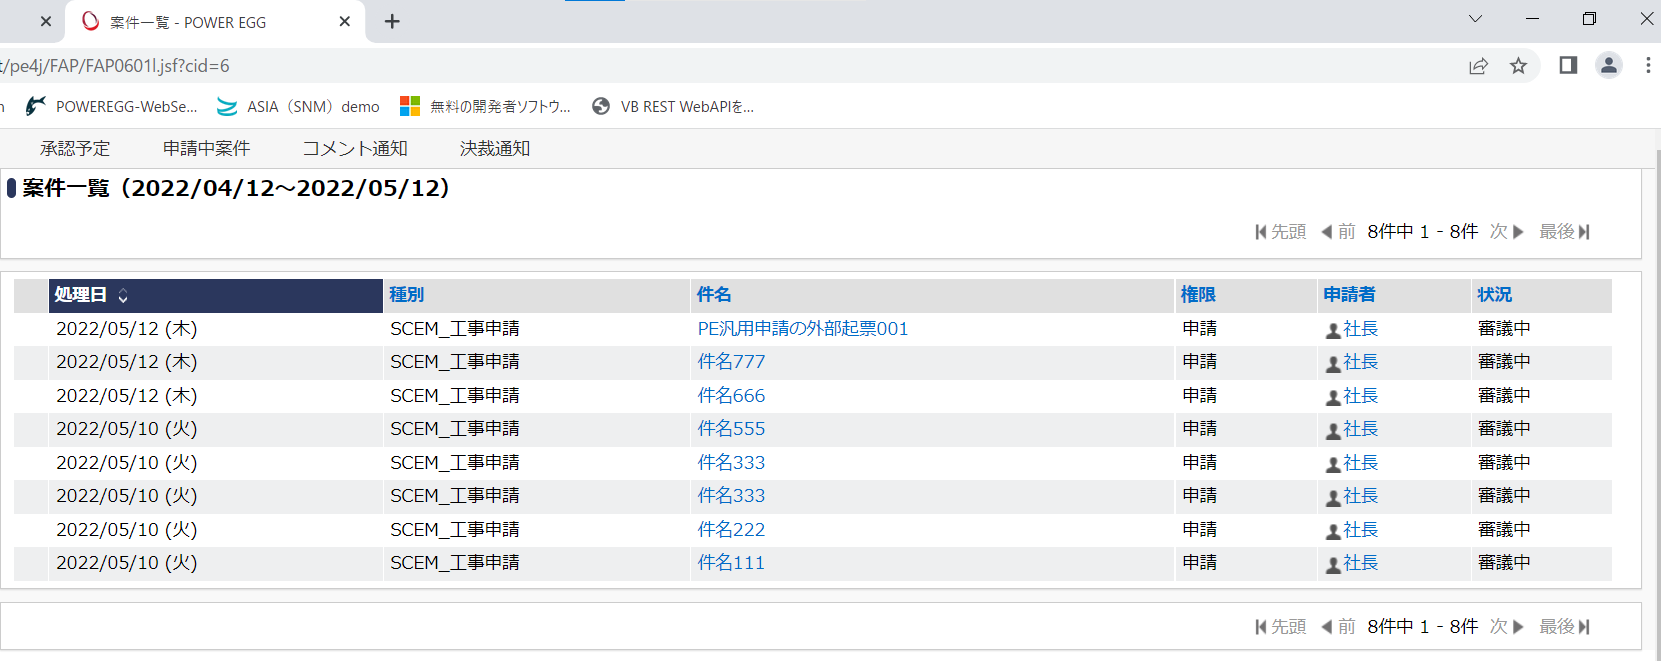 案件一覧 - POWER EGG
t/pe4j/FAP/FAP0601l.jsf?cid=6
POWEREGG-WebSe... ASIA（SNM）demo 無料の開発者ソフトウ... VB REST WebAPIを...
承認予定 申請中案件 コメント通知 決裁通知
案件一覧（2022/04/12～2022/05/12）
先頭 前 8件中 1 - 8件 次 最後
処理日 種別 件名 権限 申請者 状況
2022/05/12 (木) SCEM_工事申請 PE汎用申請の外部起票001 申請 社長 審議中
2022/05/12 (木) SCEM_工事申請 件名777 申請 社長 審議中
2022/05/12 (木) SCEM_工事申請 件名666 申請 社長 審議中
2022/05/10 (火) SCEM_工事申請 件名555 申請 社長 審議中
2022/05/10 (火) SCEM_工事申請 件名333 申請 社長 審議中
2022/05/10 (火) SCEM_工事申請 件名333 申請 社長 審議中
2022/05/10 (火) SCEM_工事申請 件名222 申請 社長 審議中
2022/05/10 (火) SCEM_工事申請 件名111 申請 社長 審議中
先頭 前 8件中 1 - 8件 次 最後